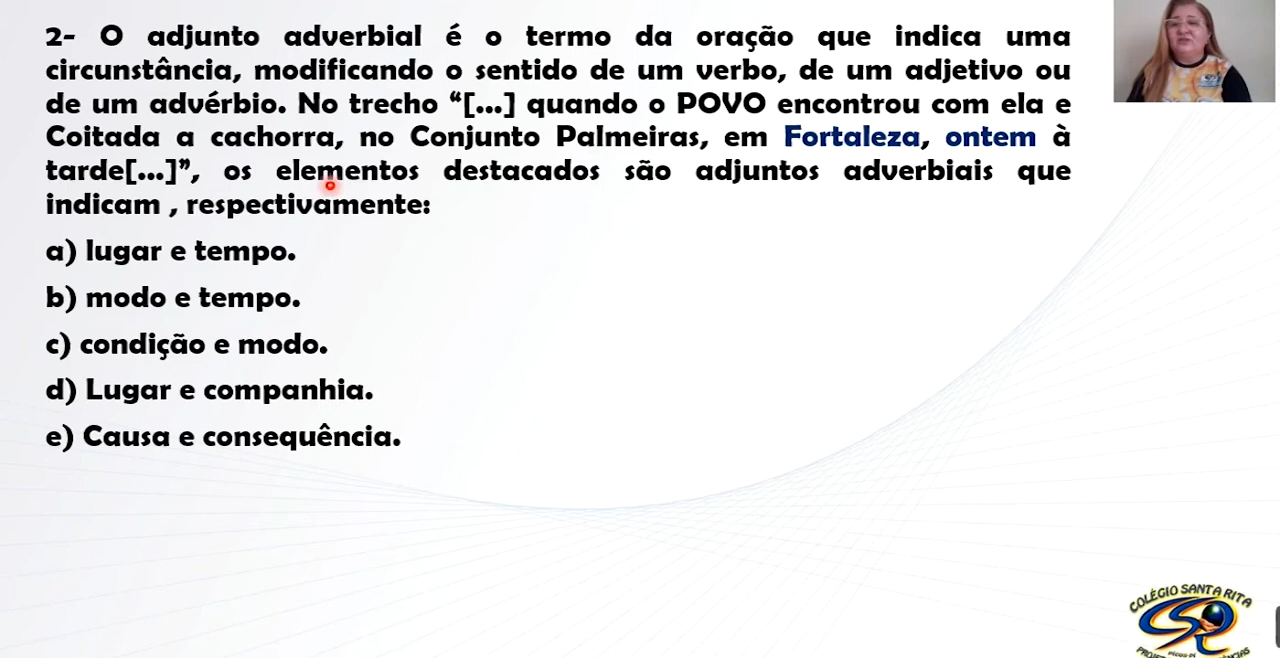 2- O adjunto adverbial é o termo da oração que indica uma
circunstância, modificando o sentido de um verbo, de um adjetivo ou
de um advérbio. No trecho “[...] quando o POVO encontrou com ela e
Coitada a cachorra, no Conjunto Palmeiras, em Fortaleza, ontem à
tarde[...]”, os elementos destacados são adjuntos adverbiais que
indicam , respectivamente:
a) lugar e tempo.
b) modo e tempo.
c) condição e modo.
d) Lugar e companhia.
e) Causa e consequência.
COLÉGIO SANTA RITA